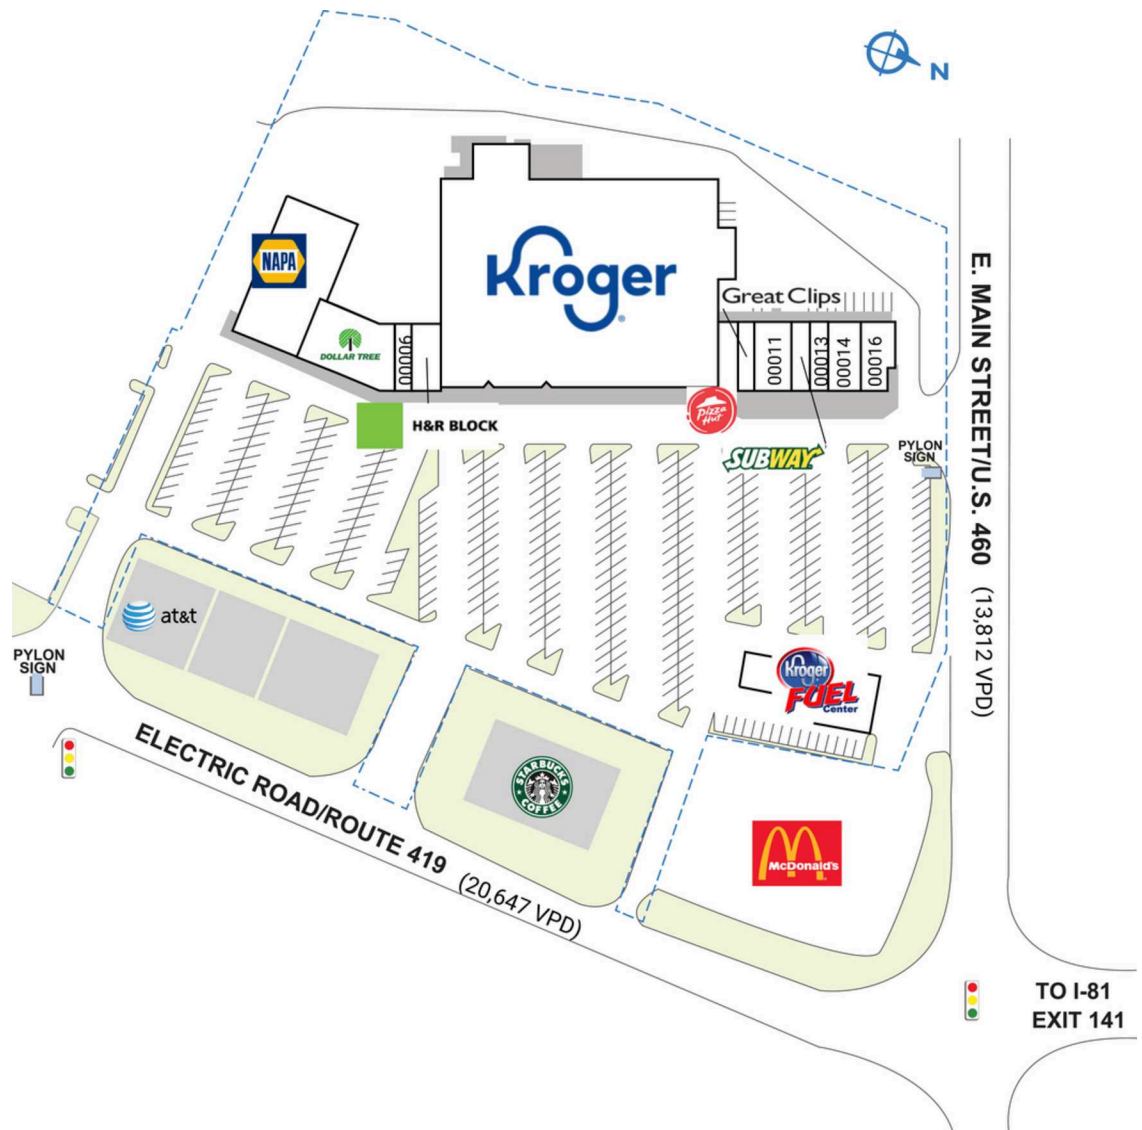 N
NAPA
Kroger
Great Clips
DOLLAR TREE
00006
00011
00013
00014
00016
E. MAIN STREET/U.S. 460 (13,812 VPD)
H&R BLOCK
Pizza
Hut
SUBWAY
PYLON
SIGN
at&t
PYLON
SIGN
Kroger
FUEL
Center
ELECTRIC ROAD/ROUTE 419 (20,647 VPD)
STARBUCKS
COFFEE
McDonald's
TO I-81
EXIT 141